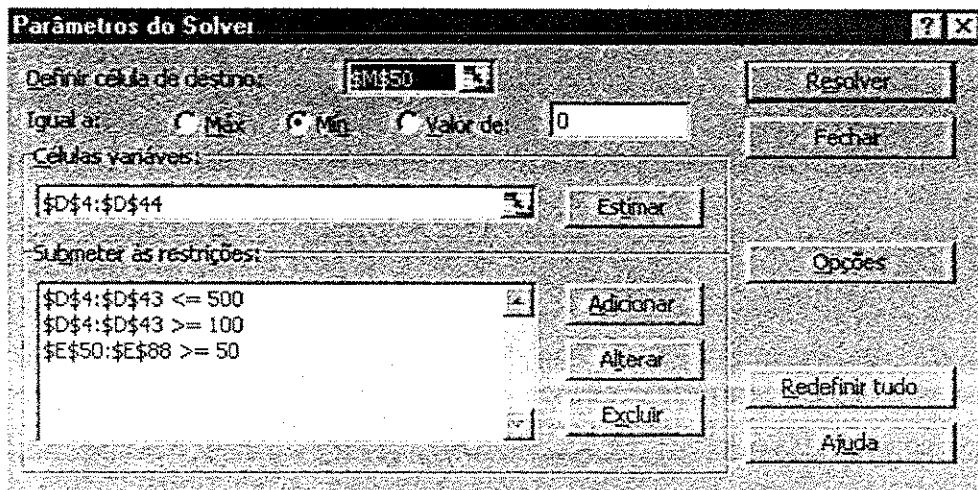 Parâmetros do Solver
Definir célula de destino: $M$50
Resolver
Igual a: Máx Mín Valor de: 0
Fechar
Células variáveis:
$D$4:$D$44
Estimar
Submeter às restrições:
Opções
$D$4:$D$43 <= 500
$D$4:$D$43 >= 100
$E$50:$E$88 >= 50
Adicionar
Alterar
Excluir
Redefinir tudo
Ajuda